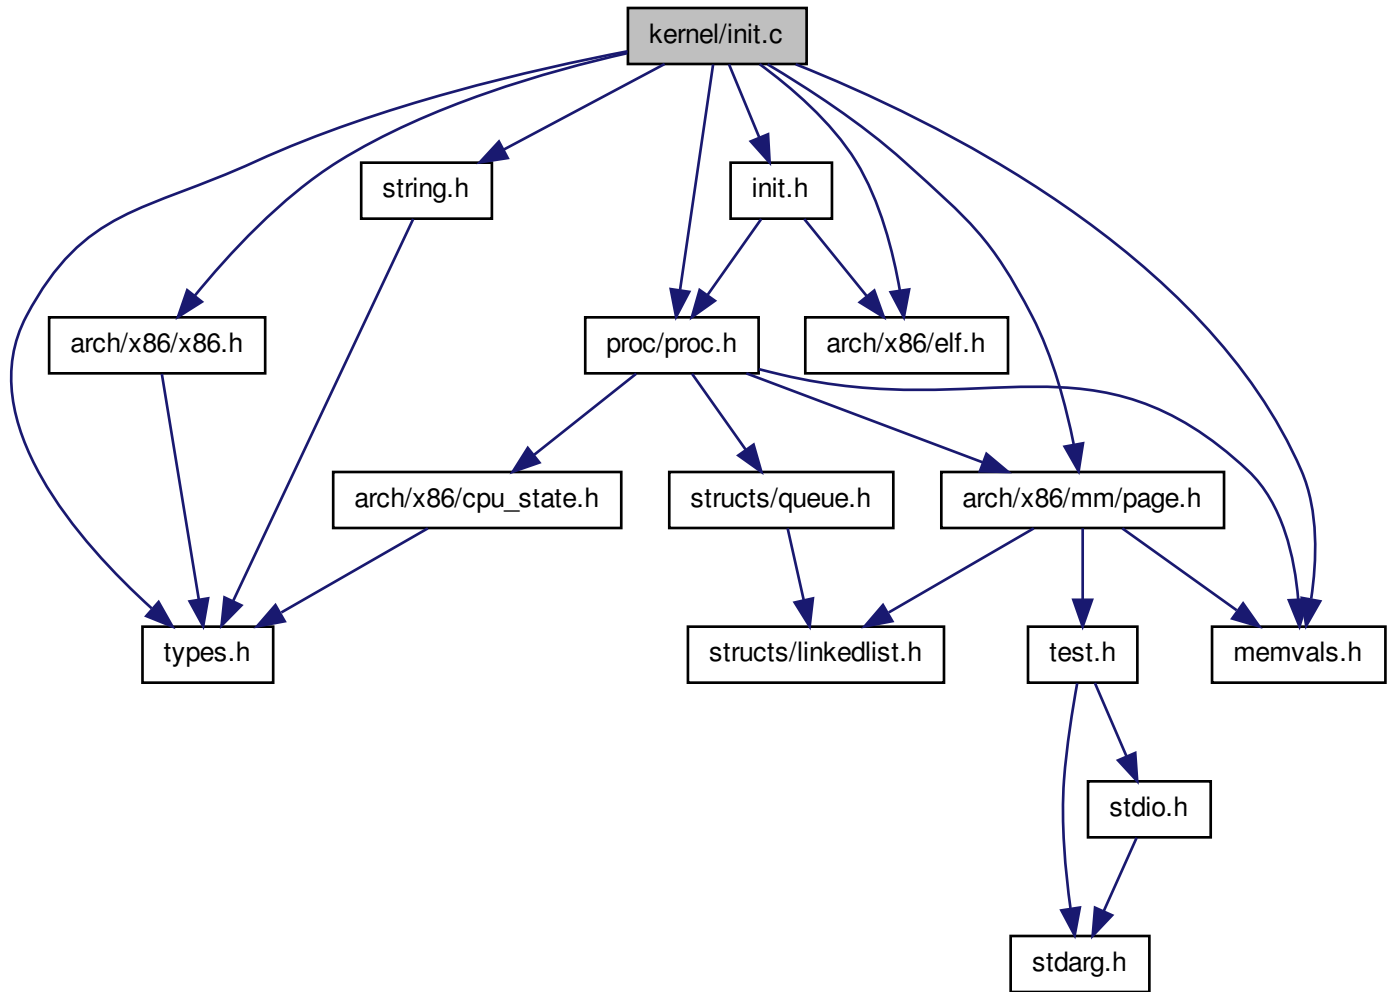 kernel/init.c
string.h
init.h
arch/x86/x86.h
proc/proc.h
arch/x86/elf.h
arch/x86/cpu_state.h
structs/queue.h
arch/x86/mm/page.h
types.h
structs/linkedlist.h
test.h
memvals.h
stdio.h
stdarg.h